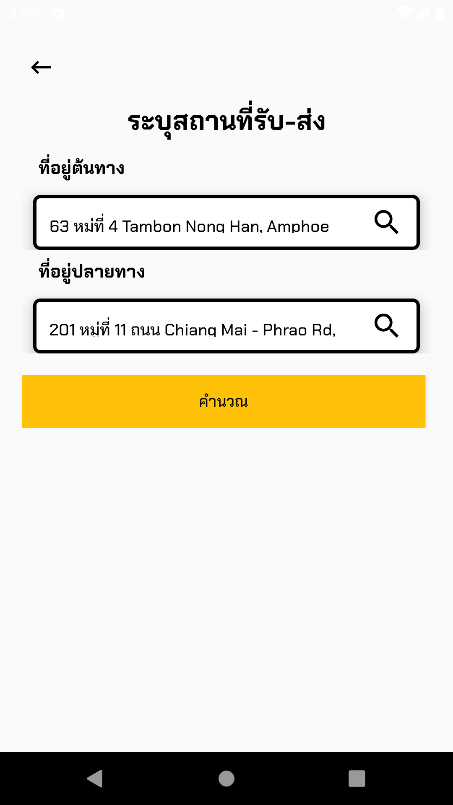 ระบุสถานที่รับ-ส่ง
ที่อยู่ต้นทาง
63 หมู่ที่ 4 Tambon Nong Han, Amphoe
ที่อยู่ปลายทาง
201 หมู่ที่ 11 ถนน Chiang Mai - Phrao Rd,
คำนวณ